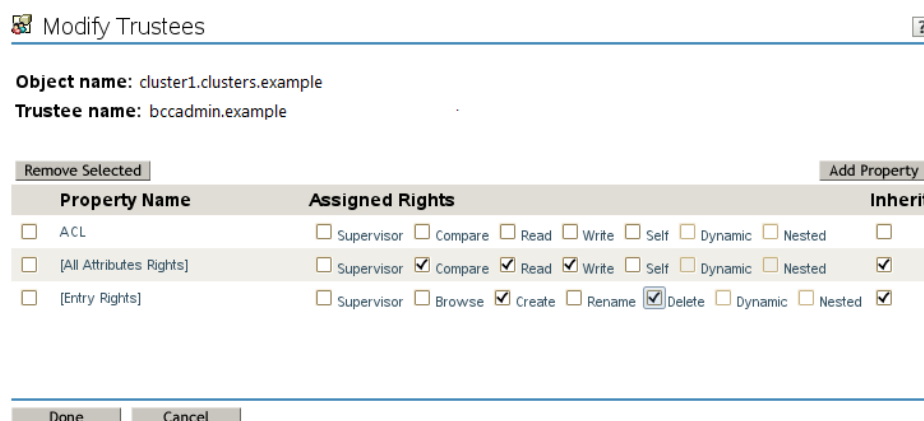 Modify Trustees
?
Object name: cluster1.clusters.example
Trustee name: bccadmin.example
Remove Selected Add Property
Property Name Assigned Rights Inherit
ACL Supervisor Compare Read Write Self Dynamic Nested
[All Attributes Rights] Supervisor Compare Read Write Self Dynamic Nested
[Entry Rights] Supervisor Browse Create Rename Delete Dynamic Nested
Done Cancel